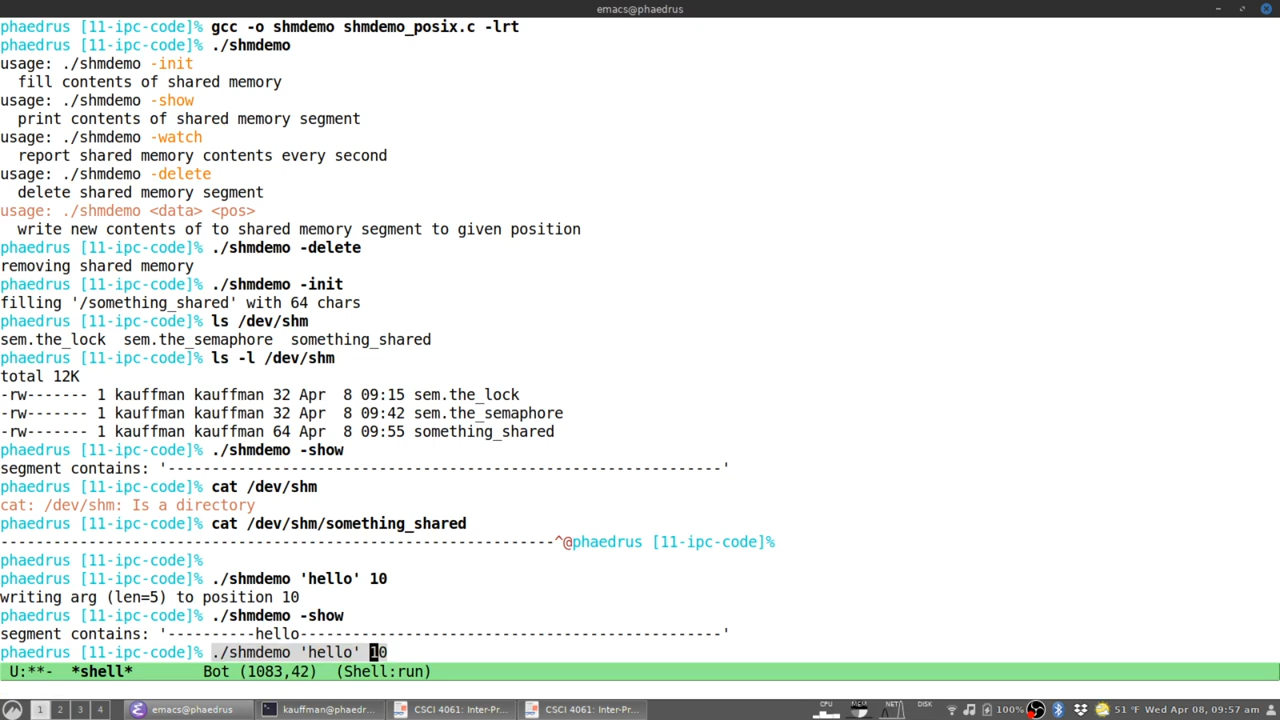 emacs@phaedrus
phaedrus [11-ipc-code]% gcc -o shmdemo shmdemo_posix.c -lrt
phaedrus [11-ipc-code]% ./shmdemo
usage: ./shmdemo -init
  fill contents of shared memory
usage: ./shmdemo -show
  print contents of shared memory segment
usage: ./shmdemo -watch
  report shared memory contents every second
usage: ./shmdemo -delete
  delete shared memory segment
usage: ./shmdemo <data> <pos>
  write new contents of to shared memory segment to given position
phaedrus [11-ipc-code]% ./shmdemo -delete
removing shared memory
phaedrus [11-ipc-code]% ./shmdemo -init
filling '/something_shared' with 64 chars
phaedrus [11-ipc-code]% ls /dev/shm
sem.the_lock  sem.the_semaphore  something_shared
phaedrus [11-ipc-code]% ls -l /dev/shm
total 12K
-rw------- 1 kauffman kauffman 32 Apr  8 09:15 sem.the_lock
-rw------- 1 kauffman kauffman 32 Apr  8 09:42 sem.the_semaphore
-rw------- 1 kauffman kauffman 64 Apr  8 09:55 something_shared
phaedrus [11-ipc-code]% ./shmdemo -show
segment contains: '---------------------------------------------------------------'
phaedrus [11-ipc-code]% cat /dev/shm
cat: /dev/shm: Is a directory
phaedrus [11-ipc-code]% cat /dev/shm/something_shared
---------------------------------------------------------------^@phaedrus [11-ipc-code]%
phaedrus [11-ipc-code]%
phaedrus [11-ipc-code]% ./shmdemo 'hello' 10
writing arg (len=5) to position 10
phaedrus [11-ipc-code]% ./shmdemo -show
segment contains: '----------hello------------------------------------------------'
phaedrus [11-ipc-code]% ./shmdemo 'hello' 10
U:**-  *shell*      Bot (1083,42)  (Shell:run)
1 2 3 4 emacs@phaedrus kauffman@phaedr... CSCI 4061: Inter-Pr... CSCI 4061: Inter-Pr... CPU MEM NET DISK 100% 51 °F Wed Apr 08, 09:57 am